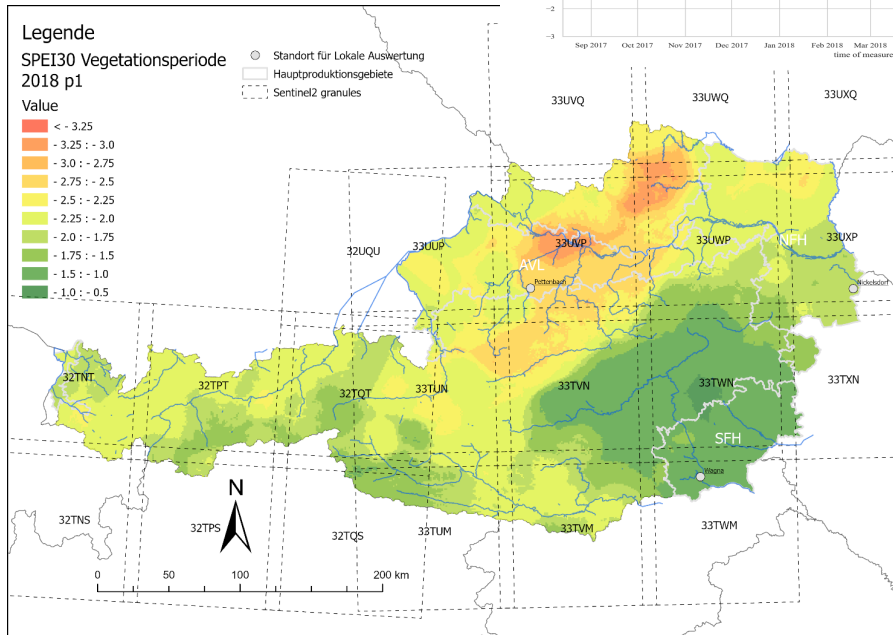 −2
−3
Sep 2017
Oct 2017
Nov 2017
Dec 2017
Jan 2018
Feb 2018
Mar 2018
time of measure
Legende
SPEI30 Vegetationsperiode
2018 p1
Value
< - 3.25
- 3.25 : - 3.0
- 3.0 : - 2.75
- 2.75 : - 2.5
- 2.5 : - 2.25
- 2.25 : - 2.0
- 2.0 : - 1.75
- 1.75 : - 1.5
- 1.5 : - 1.0
- 1.0 : - 0.5
Standort für Lokale Auswertung
Hauptproduktionsgebiete
Sentinel2 granules
33UVQ
33UWQ
33UXQ
32UQU
33UUP
33UVP
33UWP
NFH
33UXP
AVL
Pettenbach
Nickelsdorf
32TNT
32TPT
32TQT
33TUN
33TVN
33TWN
33TXN
SFH
Wagna
N
32TNS
32TPS
32TQS
33TUM
33TVM
33TWM
0
50
100
200 km